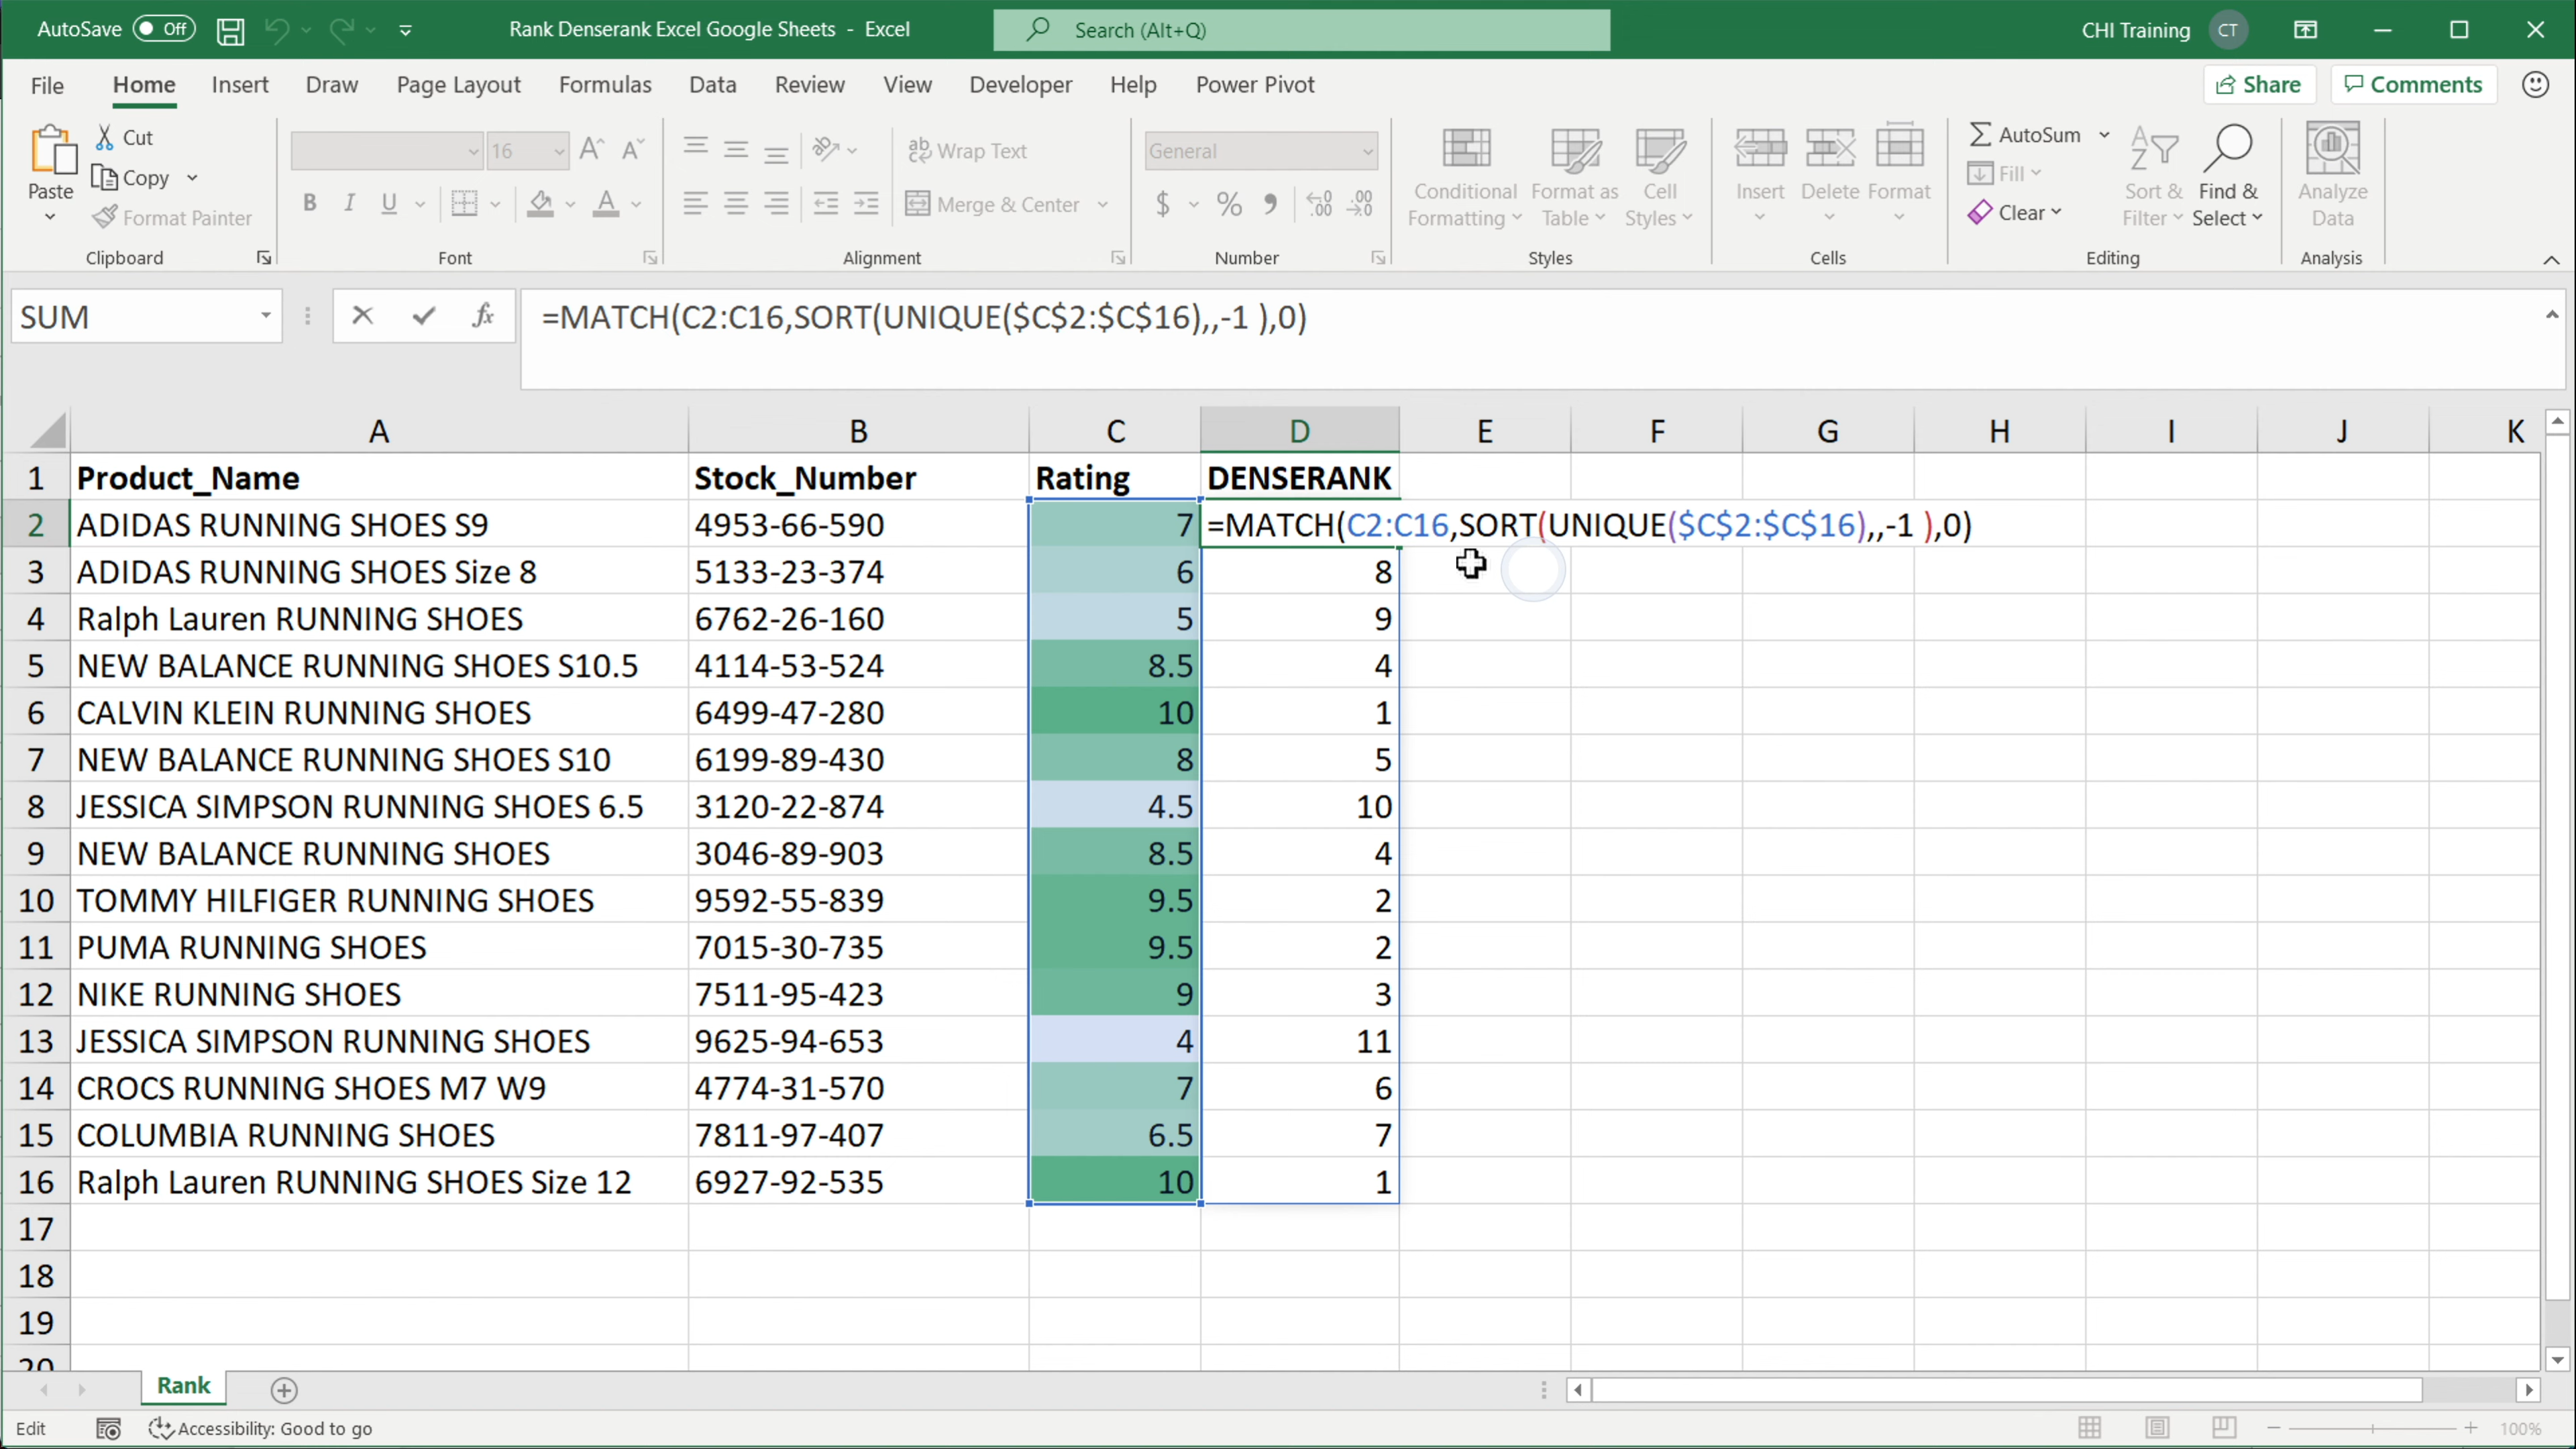 AutoSave Off Rank Denserank Excel Google Sheets - Excel Search (Alt+Q) CHI Training CT
File Home Insert Draw Page Layout Formulas Data Review View Developer Help Power Pivot Share Comments
Paste Cut Copy Format Painter
Clipboard
16
B I U A
Font
ab Wrap Text
Merge & Center
Alignment
General
$ % 9 .00 .00
Number
Conditional Formatting Format as Table Cell Styles
Styles
Insert Delete Format
Cells
AutoSum Fill Clear Sort & Filter Find & Select
Editing
Analyze Data
Analysis
SUM fx =MATCH(C2:C16,SORT(UNIQUE($C$2:$C$16),,-1 ),0)
A B C D E F G H I J K
1 Product_Name Stock_Number Rating DENSERANK
2 ADIDAS RUNNING SHOES S9 4953-66-590 7 =MATCH(C2:C16,SORT(UNIQUE($C$2:$C$16),,-1 ),0)
3 ADIDAS RUNNING SHOES Size 8 5133-23-374 6 8
4 Ralph Lauren RUNNING SHOES 6762-26-160 5 9
5 NEW BALANCE RUNNING SHOES S10.5 4114-53-524 8.5 4
6 CALVIN KLEIN RUNNING SHOES 6499-47-280 10 1
7 NEW BALANCE RUNNING SHOES S10 6199-89-430 8 5
8 JESSICA SIMPSON RUNNING SHOES 6.5 3120-22-874 4.5 10
9 NEW BALANCE RUNNING SHOES 3046-89-903 8.5 4
10 TOMMY HILFIGER RUNNING SHOES 9592-55-839 9.5 2
11 PUMA RUNNING SHOES 7015-30-735 9.5 2
12 NIKE RUNNING SHOES 7511-95-423 9 3
13 JESSICA SIMPSON RUNNING SHOES 9625-94-653 4 11
14 CROCS RUNNING SHOES M7 W9 4774-31-570 7 6
15 COLUMBIA RUNNING SHOES 7811-97-407 6.5 7
16 Ralph Lauren RUNNING SHOES Size 12 6927-92-535 10 1
17
18
19
20
Rank
Edit Accessibility: Good to go 100%